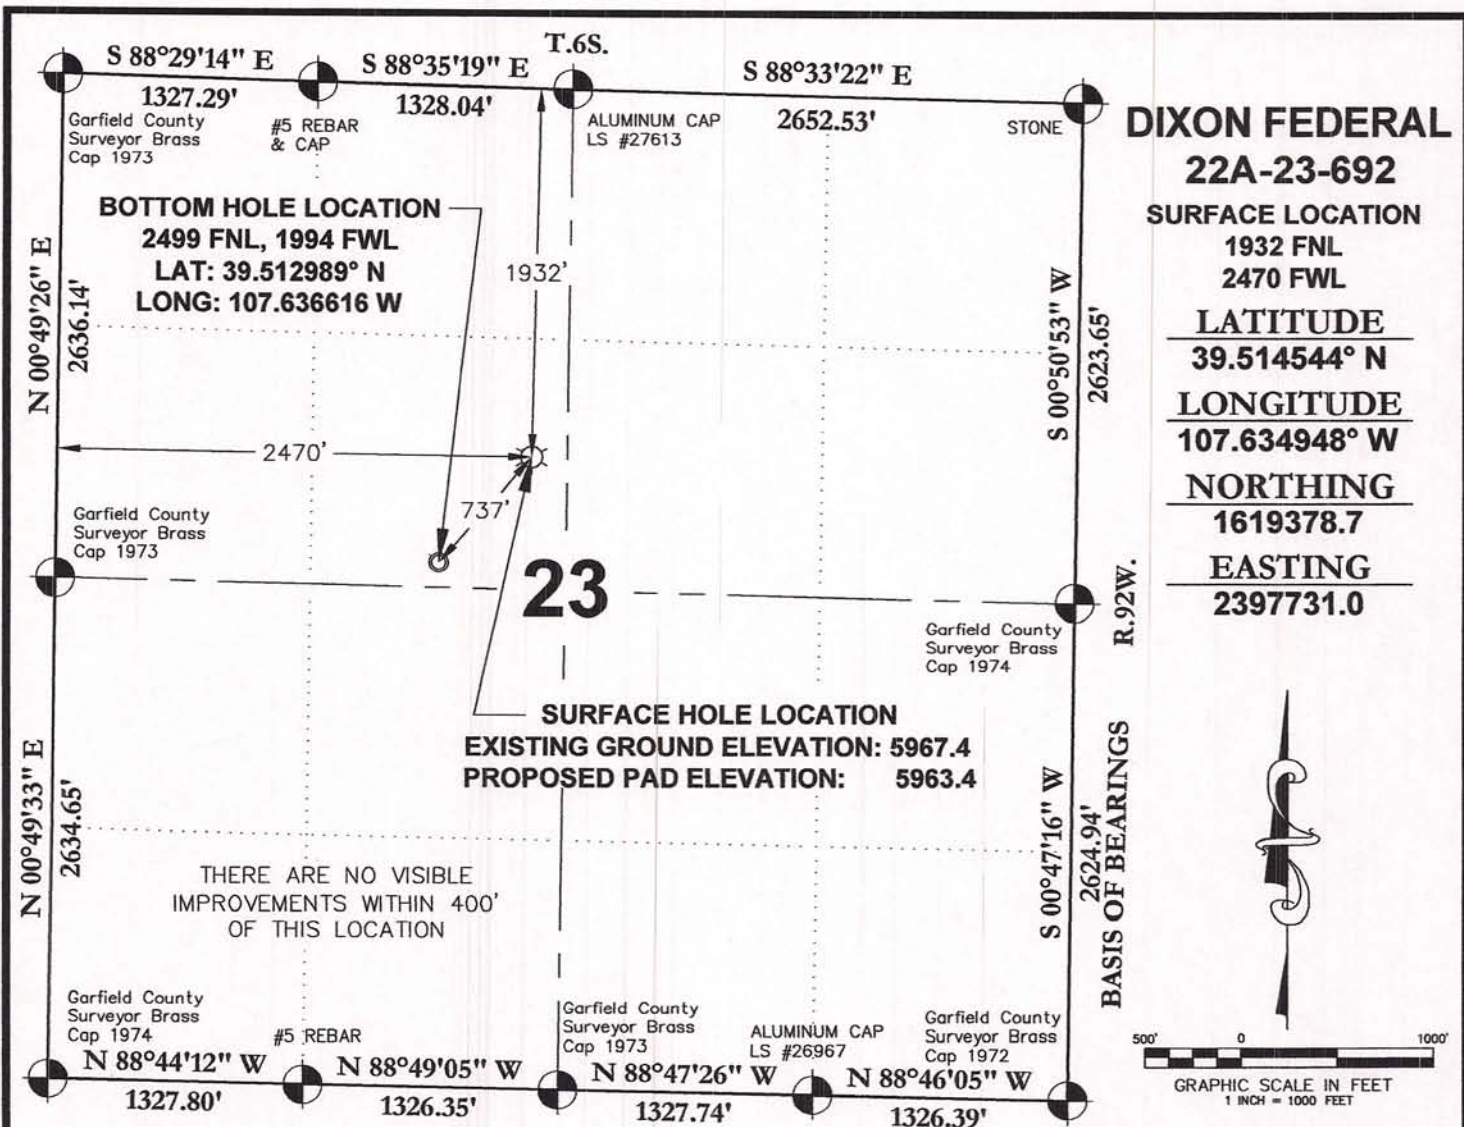 T.6S.
S 88°29'14" E
1327.29'
S 88°35'19" E
1328.04'
S 88°33'22" E
2652.53'
Garfield County
Surveyor Brass
Cap 1973
#5 REBAR
& CAP
ALUMINUM CAP
LS #27613
STONE
DIXON FEDERAL
22A-23-692
SURFACE LOCATION
1932 FNL
2470 FWL
LATITUDE
39.514544° N
LONGITUDE
107.634948° W
NORTHING
1619378.7
EASTING
2397731.0
BOTTOM HOLE LOCATION
2499 FNL, 1994 FWL
LAT: 39.512989° N
LONG: 107.636616 W
1932'
N 00°49'26" E
2636.14'
S 00°50'53" W
2623.65'
2470'
737'
Garfield County
Surveyor Brass
Cap 1973
23
R.92W.
Garfield County
Surveyor Brass
Cap 1974
SURFACE HOLE LOCATION
EXISTING GROUND ELEVATION: 5967.4
PROPOSED PAD ELEVATION: 5963.4
N 00°49'33" E
2634.65'
S 00°47'16" W
2624.94'
BASIS OF BEARINGS
THERE ARE NO VISIBLE
IMPROVEMENTS WITHIN 400'
OF THIS LOCATION
Garfield County
Surveyor Brass
Cap 1974
#5 REBAR
Garfield County
Surveyor Brass
Cap 1973
ALUMINUM CAP
LS #26967
Garfield County
Surveyor Brass
Cap 1972
N 88°44'12" W
1327.80'
N 88°49'05" W
1326.35'
N 88°47'26" W
1327.74'
N 88°46'05" W
1326.39'
500' 0 1000'
GRAPHIC SCALE IN FEET
1 INCH = 1000 FEET